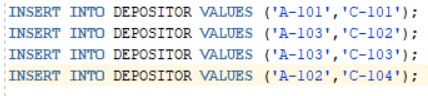 INSERT INTO DEPOSITOR VALUES ('A-101','C-101');
INSERT INTO DEPOSITOR VALUES ('A-103','C-102');
INSERT INTO DEPOSITOR VALUES ('A-103','C-103');
INSERT INTO DEPOSITOR VALUES ('A-102','C-104');